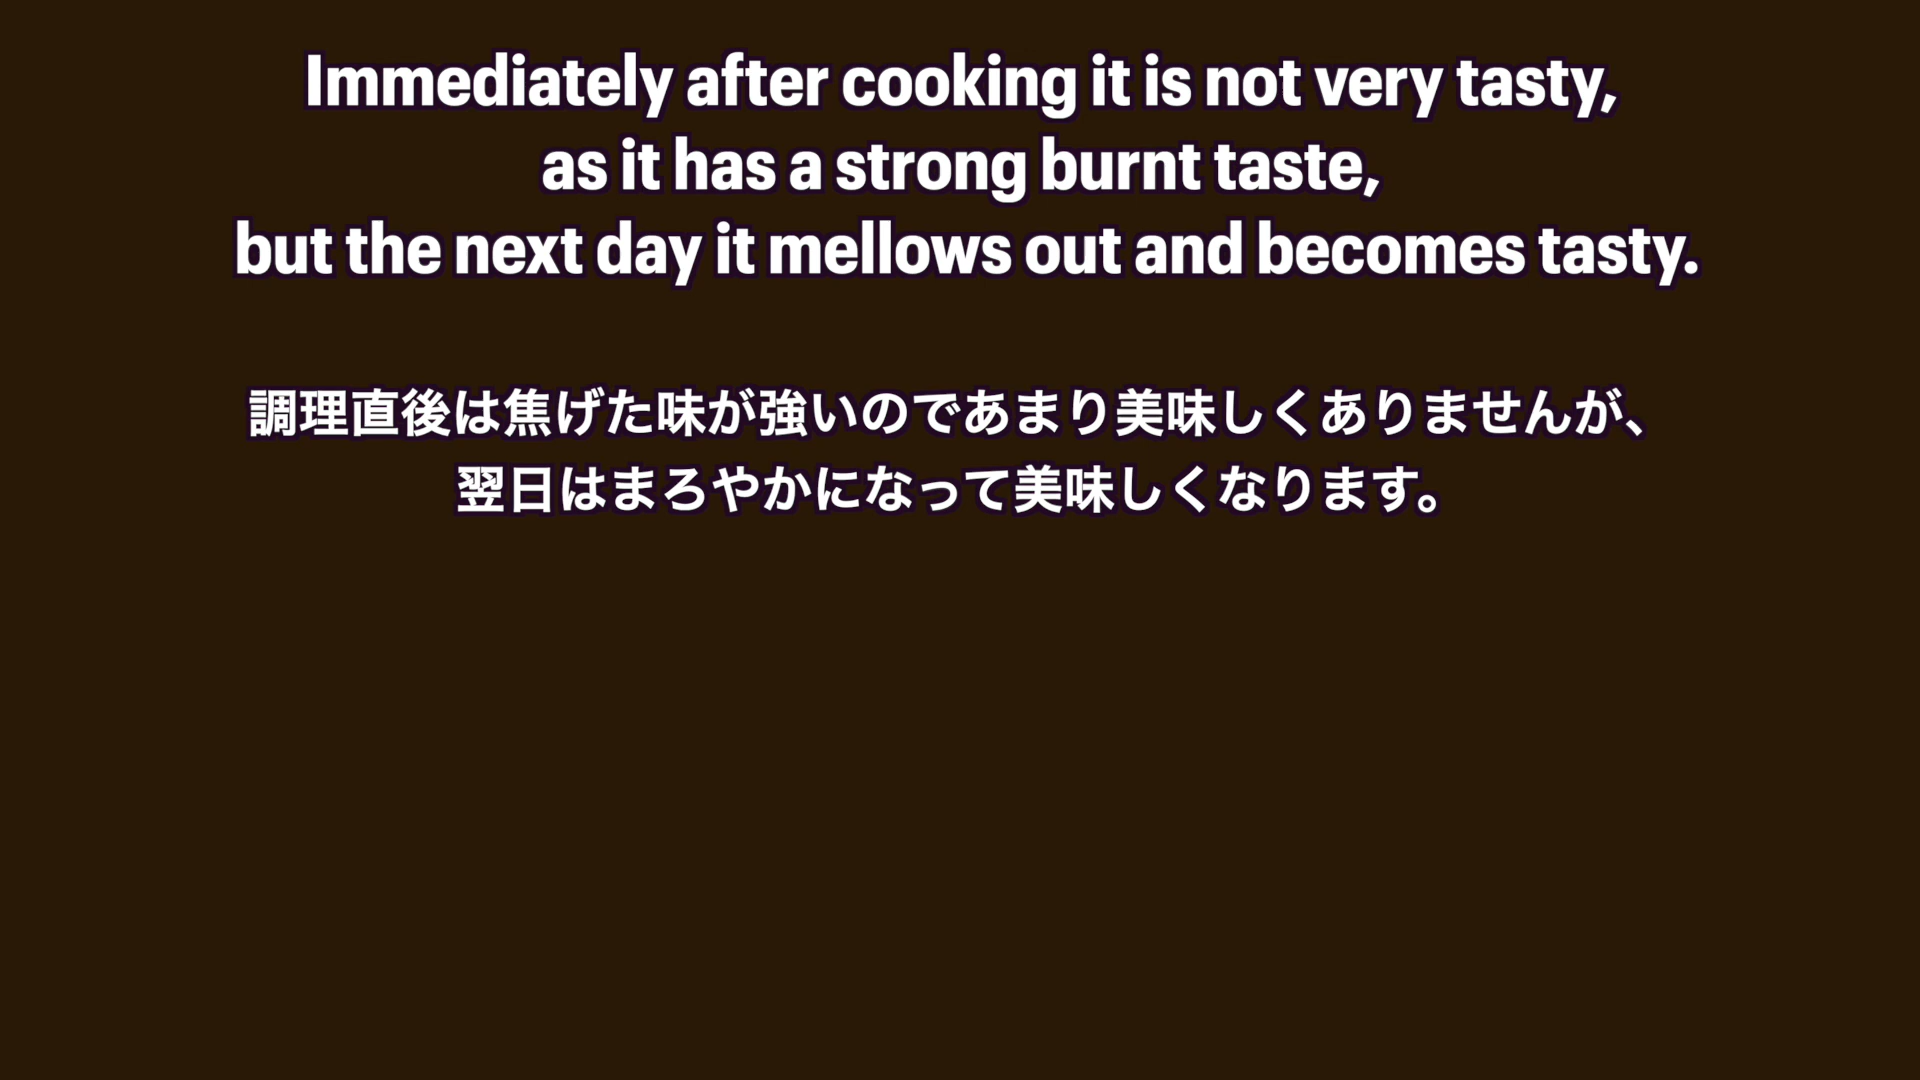 Immediately after cooking it is not very tasty,
as it has a strong burnt taste,
but the next day it mellows out and becomes tasty.
調理直後は焦げた味が強いのであまり美味しくありませんが、
翌日はまろやかになって美味しくなります。